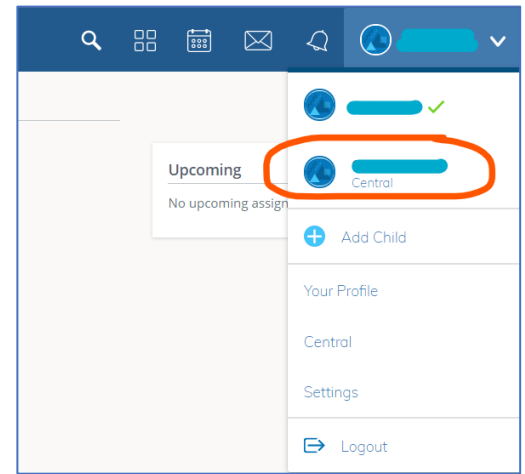 Upcoming
No upcoming assign
Central
Add Child
Your Profile
Central
Settings
Logout